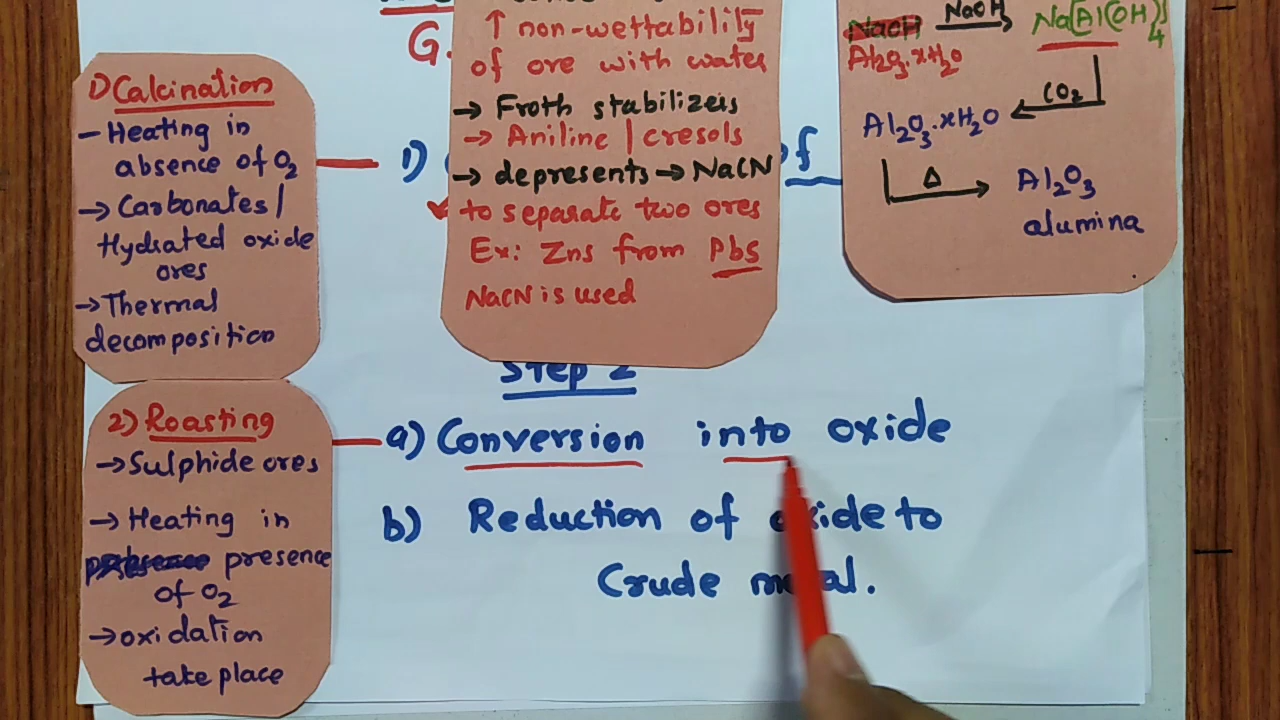 G.
1) Calcination
– Heating in
absence of O2
→ Carbonates /
Hydrated oxide
ores
→ Thermal
decomposition
2) Roasting
→ Sulphide ores
→ Heating in
presence
of O2
→ oxidation
take place
↑ non-wettability
of ore with water
→ Froth stabilizers
→ Aniline / cresols
→ depresents → NaCN
to separate two ores
Ex: Zns from Pbs
NaCN is used
1)
of
NaOH NaOH Na[Al(OH)4]
Al2O3.xH2O
CO2
Al2O3.xH2O
Δ Al2O3
alumina
Step 2
a) Conversion into oxide
b) Reduction of oxide to
Crude metal.